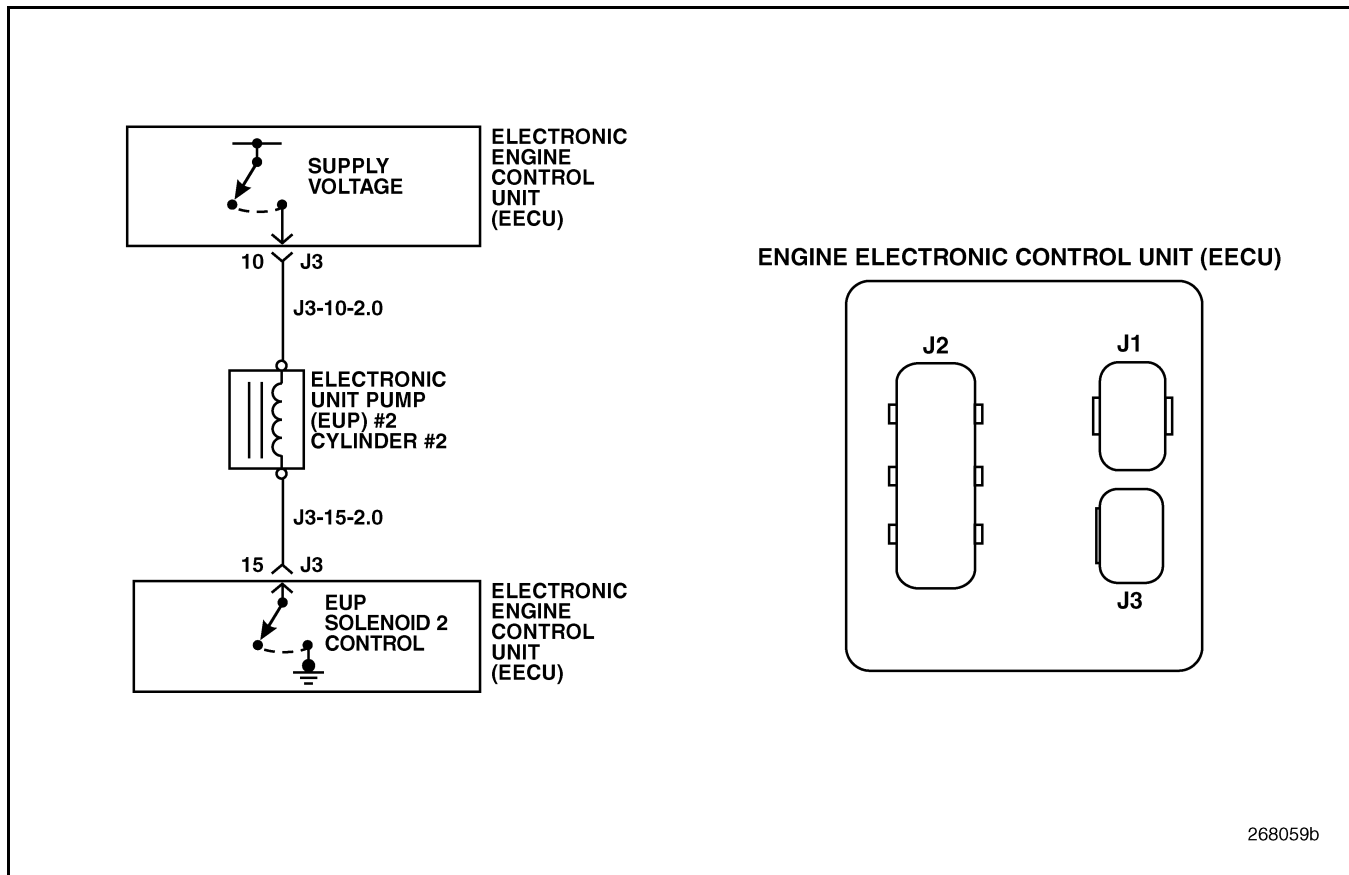 SUPPLY
VOLTAGE
ELECTRONIC
ENGINE
CONTROL
UNIT
(EECU)
10 J3
J3-10-2.0
ELECTRONIC
UNIT PUMP
(EUP) #2
CYLINDER #2
J3-15-2.0
15 J3
EUP
SOLENOID 2
CONTROL
ELECTRONIC
ENGINE
CONTROL
UNIT
(EECU)
ENGINE ELECTRONIC CONTROL UNIT (EECU)
J2
J1
J3
268059b